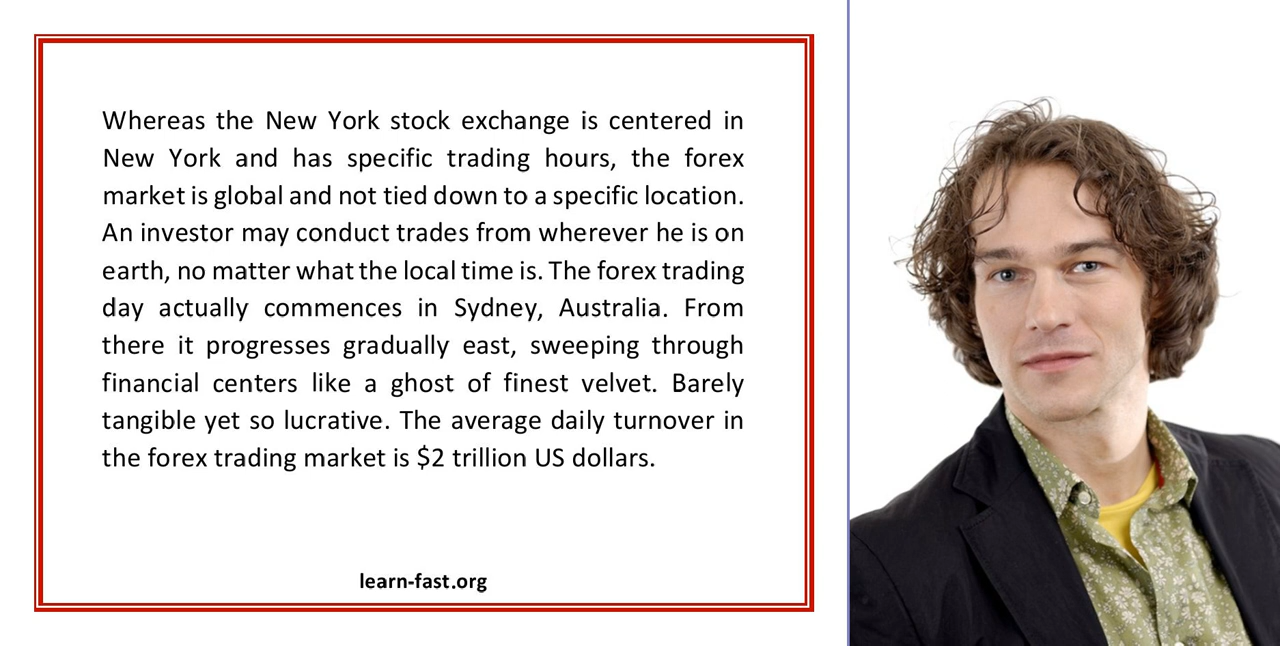 Whereas the New York stock exchange is centered in
New York and has specific trading hours, the forex
market is global and not tied down to a specific location.
An investor may conduct trades from wherever he is on
earth, no matter what the local time is. The forex trading
day actually commences in Sydney, Australia. From
there it progresses gradually east, sweeping through
financial centers like a ghost of finest velvet. Barely
tangible yet so lucrative. The average daily turnover in
the forex trading market is $2 trillion US dollars.
learn-fast.org